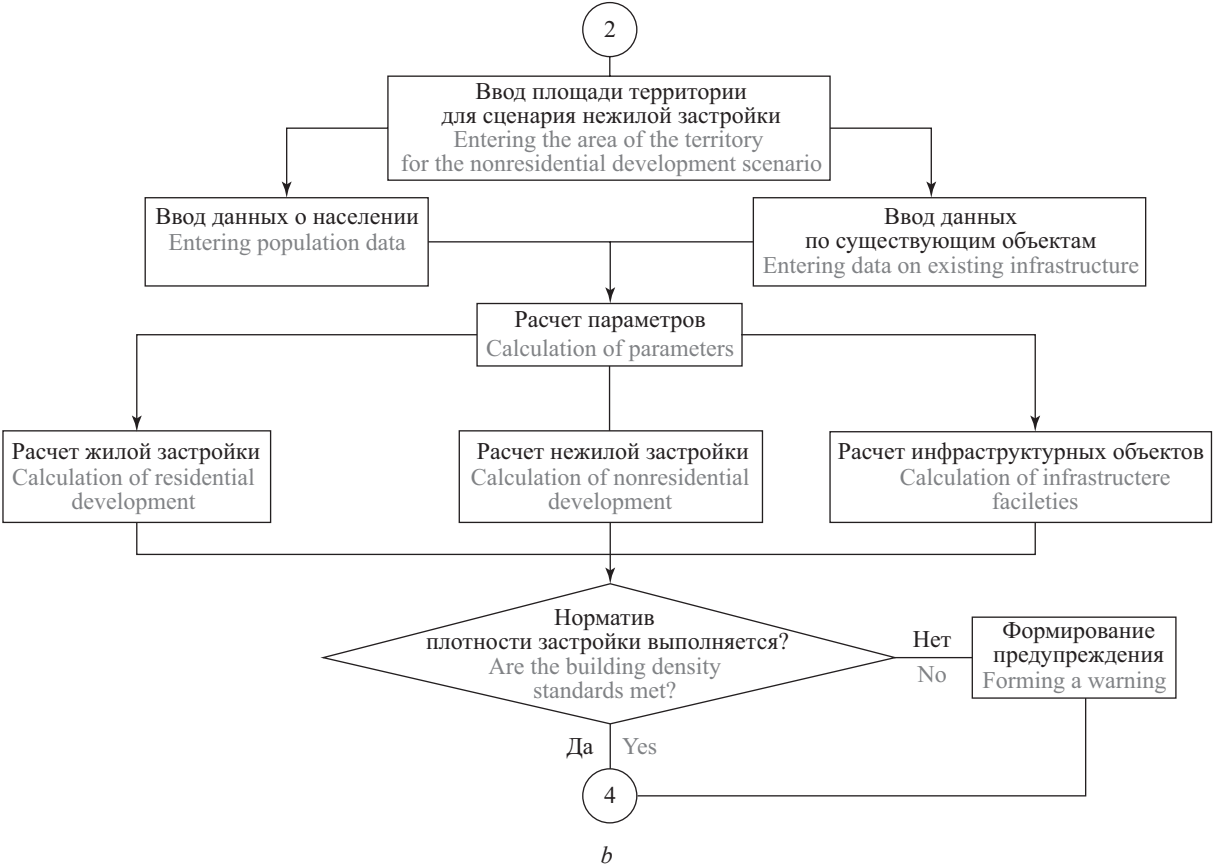 2
Ввод площади территории
для сценария нежилой застройки
Entering the area of the territory
for the nonresidential development scenario
Ввод данных о населении
Entering population data
Ввод данных
по существующим объектам
Entering data on existing infrastructure
Расчет параметров
Calculation of parameters
Расчет жилой застройки
Calculation of residential
development
Расчет нежилой застройки
Calculation of nonresidential
development
Расчет инфраструктурных объектов
Calculation of infrastructere
facileties
Норматив
плотности застройки выполняется?
Are the building density
standards met?
Нет
No
Формирование
предупреждения
Forming a warning
Да Yes
4
b